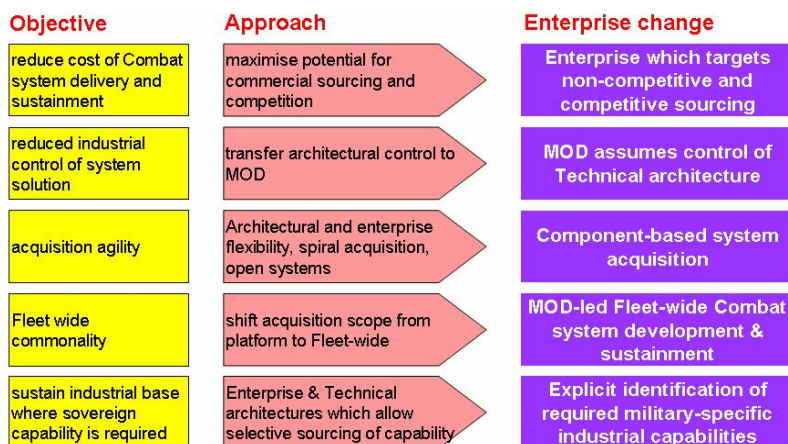 Objective
Approach
Enterprise change
reduce cost of Combat
system delivery and
sustainment
maximise potential for
commercial sourcing and
competition
Enterprise which targets
non-competitive and
competitive sourcing
reduced industrial
control of system
solution
transfer architectural control to
MOD
MOD assumes control of
Technical architecture
acquisition agility
Architectural and enterprise
flexibility, spiral acquisition,
open systems
Component-based system
acquisition
Fleet wide
commonality
shift acquisition scope from
platform to Fleet-wide
MOD-led Fleet-wide Combat
system development &
sustainment
sustain industrial base
where sovereign
capability is required
Enterprise & Technical
architectures which allow
selective sourcing of capability
Explicit identification of
required military-specific
industrial capabilities